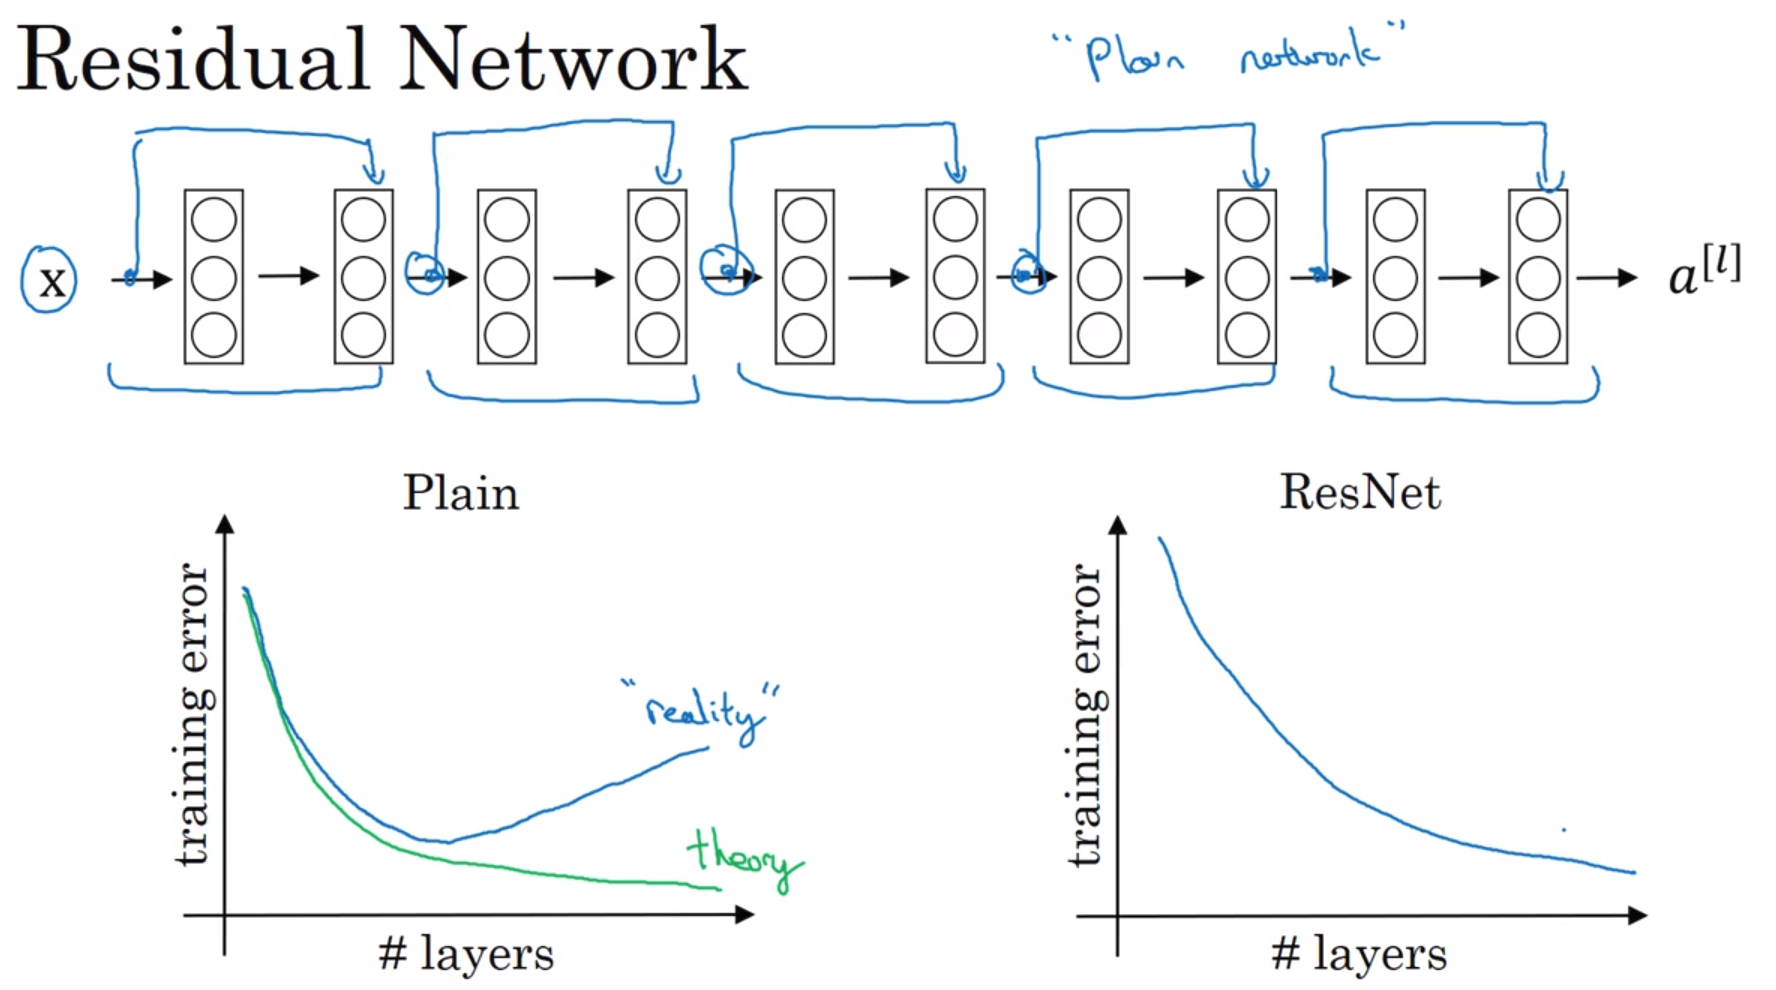 Residual Network
"Plain network"
x
a[l]
Plain
ResNet
training error
"reality"
theory
# layers
training error
# layers